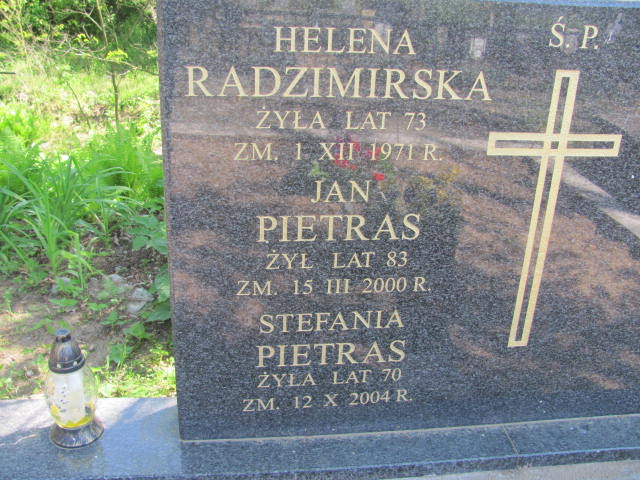 Ś. P.
HELENA
RADZIMIRSKA
ŻYŁA LAT 73
ZM. 1 XII 1971 R.
JAN
PIETRAS
ŻYŁ LAT 83
ZM. 15 III 2000 R.
STEFANIA
PIETRAS
ŻYŁA LAT 70
ZM. 12 X 2004 R.